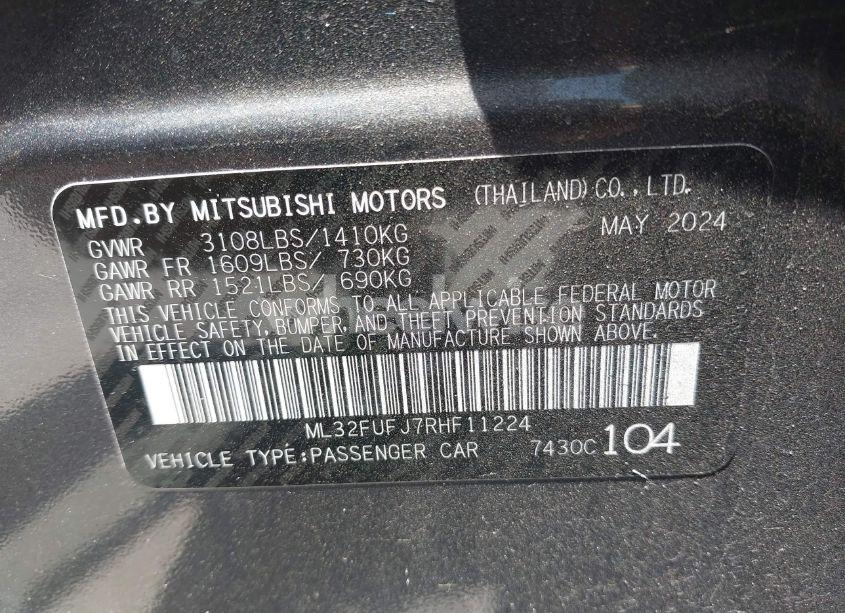 MFD.BY MITSUBISHI MOTORS (THAILAND)CO.,LTD.
GVWR 3108LBS/1410KG MAY 2024
GAWR FR 1609LBS/ 730KG
GAWR RR 1521LBS/ 690KG
THIS VEHICLE CONFORMS TO ALL APPLICABLE FEDERAL MOTOR
VEHICLE SAFETY, BUMPER, AND THEFT PREVENTION STANDARDS
IN EFFECT ON THE DATE OF MANUFACTURE SHOWN ABOVE.
ML32FUFJ7RHF11224
VEHICLE TYPE:PASSENGER CAR 7430C 104